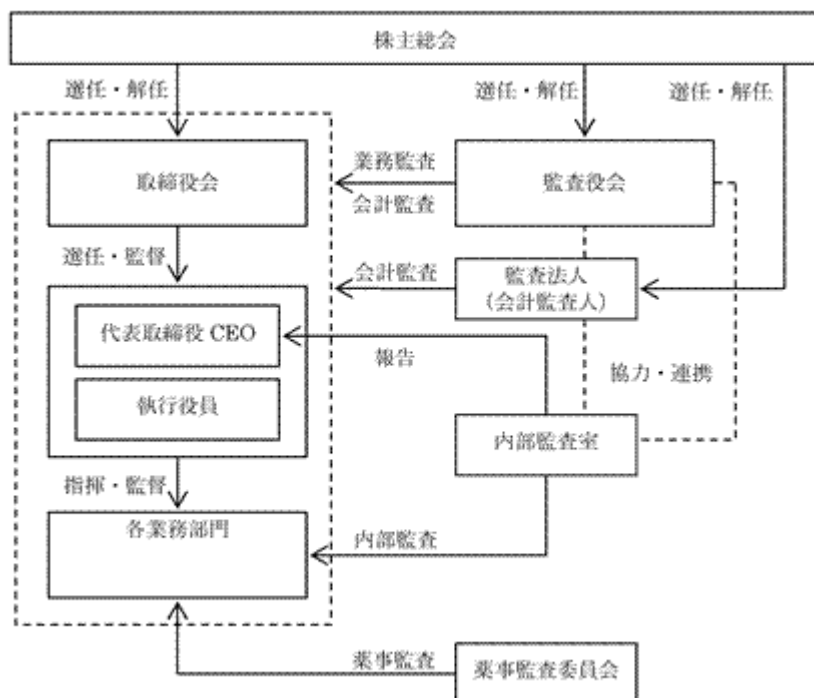 株主総会
選任・解任
選任・解任
選任・解任
取締役会
業務監査
会計監査
監査役会
選任・監督
会計監査
監査法人
(会計監査人)
代表取締役 CEO
報告
協力・連携
執行役員
内部監査室
指揮・監督
各業務部門
内部監査
薬事監査
薬事監査委員会